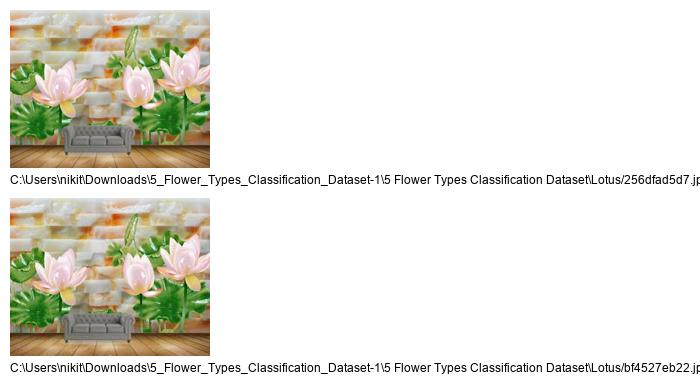 C:\Users\nikit\Downloads\5_Flower_Types_Classification_Dataset-1\5 Flower Types Classification Dataset\Lotus/256dfad5d7.jp
C:\Users\nikit\Downloads\5_Flower_Types_Classification_Dataset-1\5 Flower Types Classification Dataset\Lotus/bf4527eb22.jp